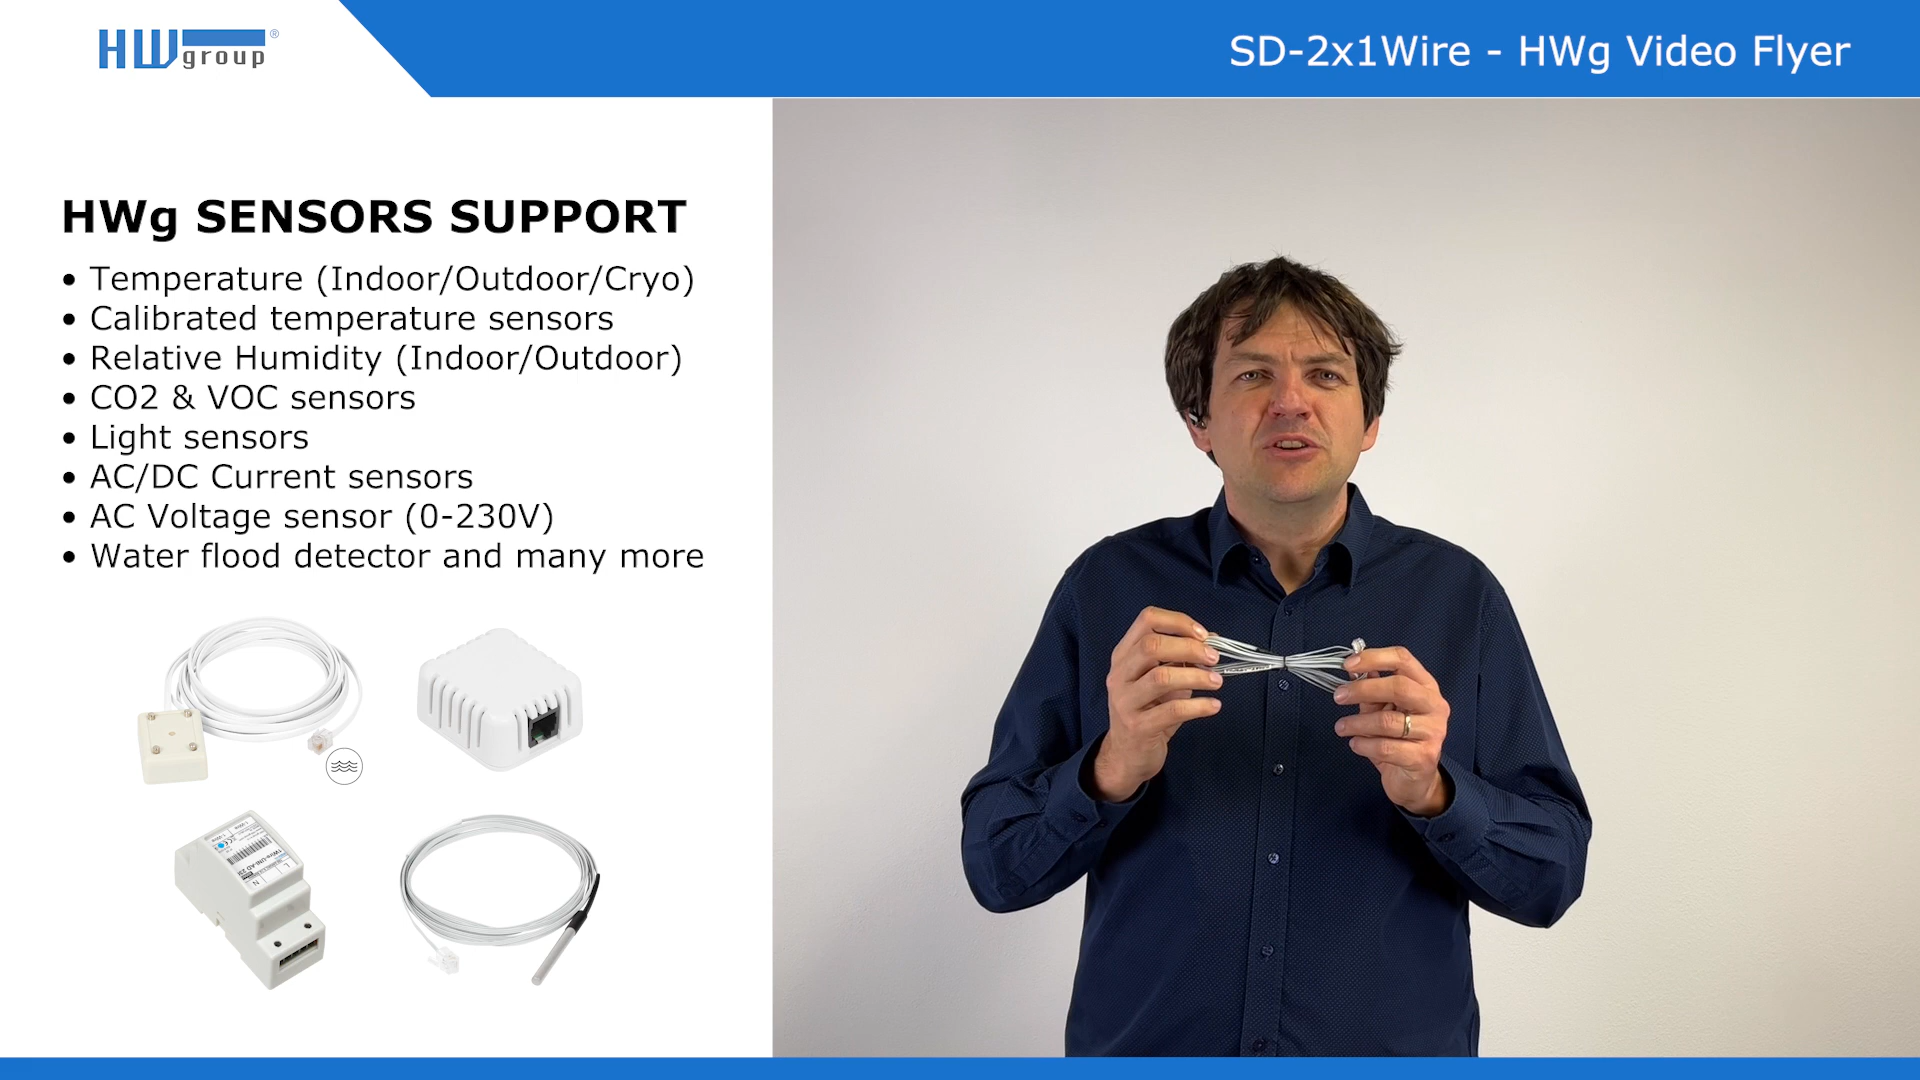 HWgroup®
SD-2x1Wire - HWg Video Flyer
HWg SENSORS SUPPORT
• Temperature (Indoor/Outdoor/Cryo)
• Calibrated temperature sensors
• Relative Humidity (Indoor/Outdoor)
• CO2 & VOC sensors
• Light sensors
• AC/DC Current sensors
• AC Voltage sensor (0-230V)
• Water flood detector and many more
L
N